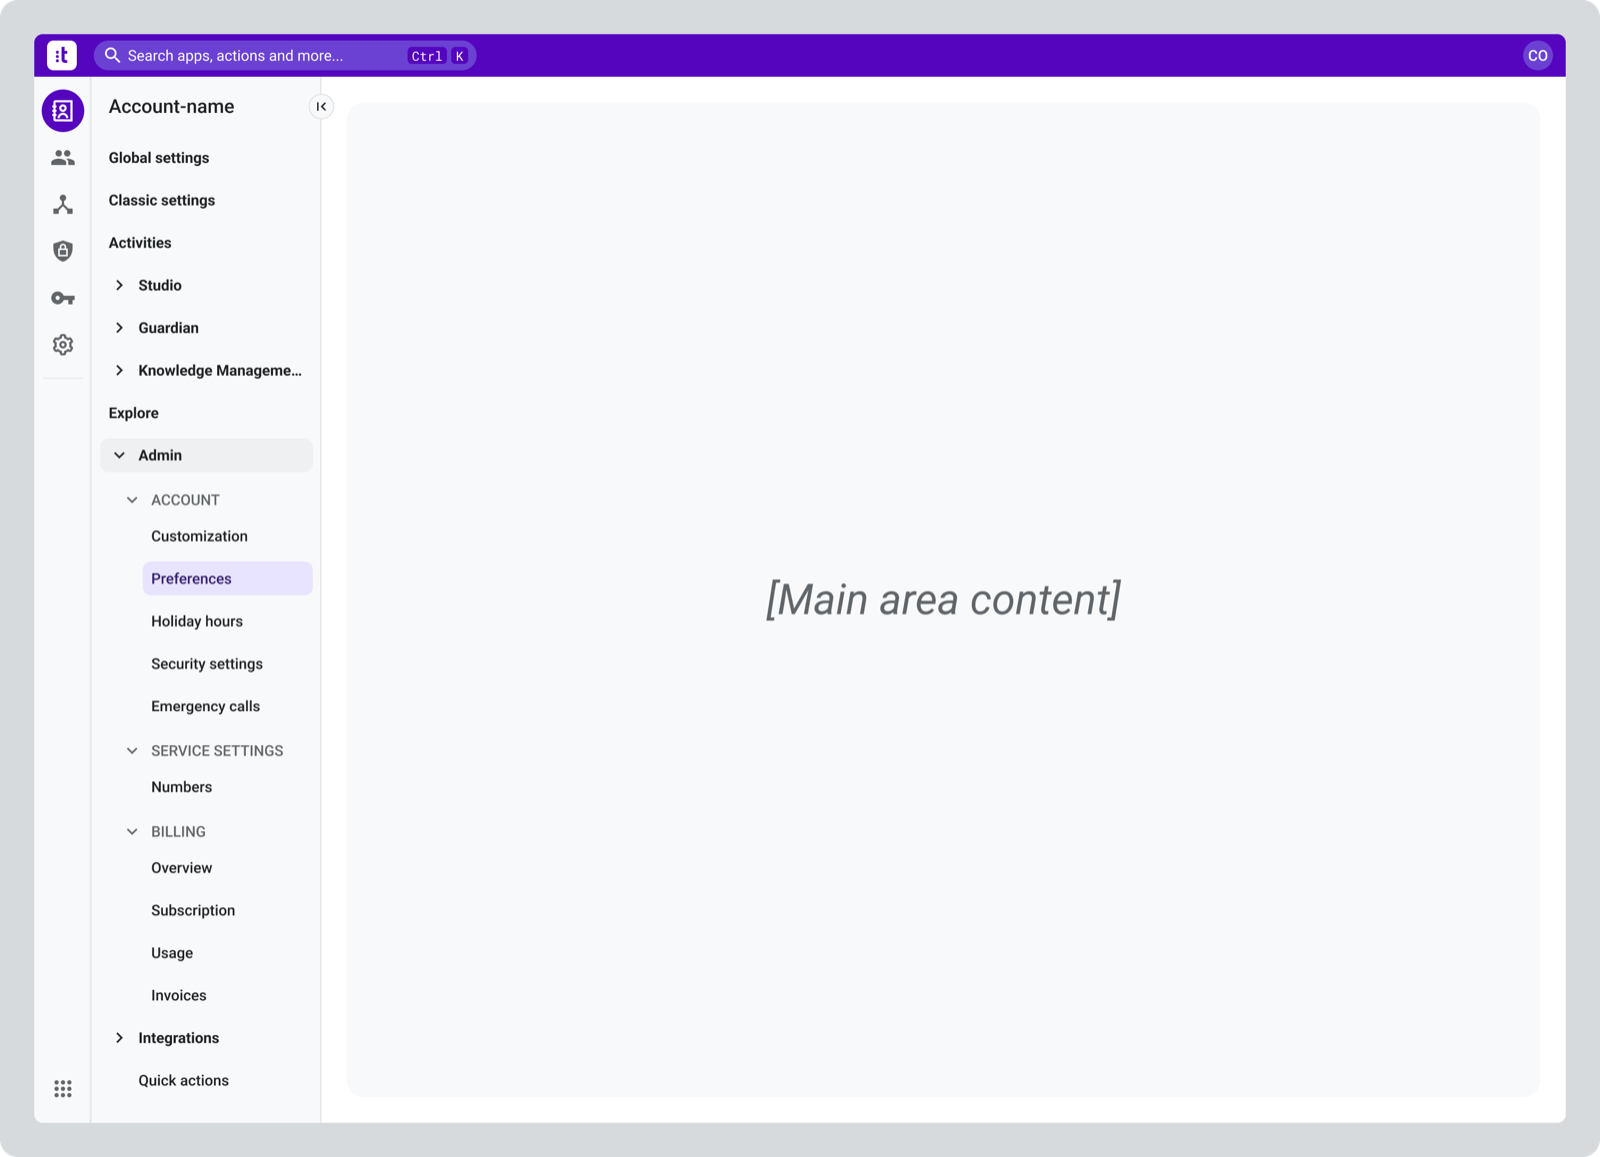 :t
Search apps, actions and more...
Ctrl K
CO
Account-name
Global settings
Classic settings
Activities
Studio
Guardian
Knowledge Manageme...
Explore
Admin
ACCOUNT
Customization
Preferences
Holiday hours
Security settings
Emergency calls
SERVICE SETTINGS
Numbers
BILLING
Overview
Subscription
Usage
Invoices
Integrations
Quick actions
[Main area content]